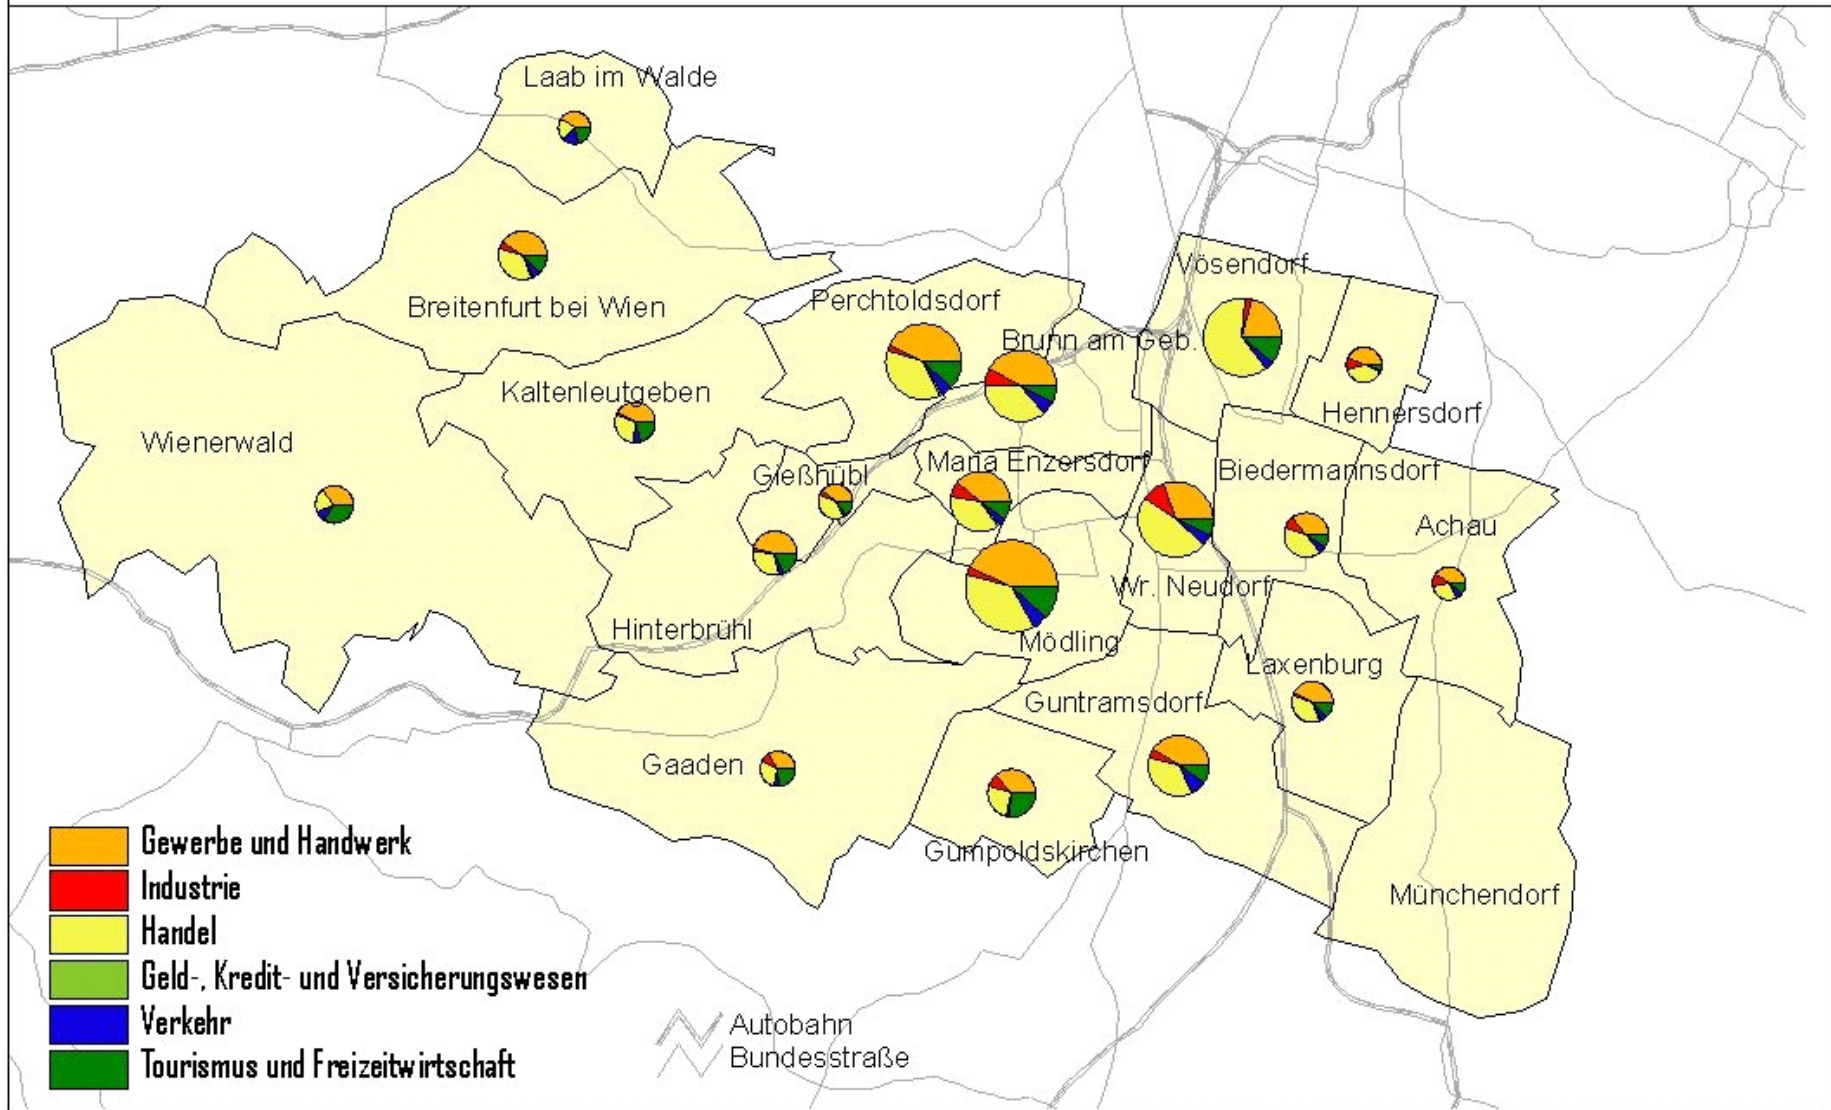 Laab im Walde
Breitenfurt bei Wien
Perchtoldsdorf
Vösendorf
Brunn am Geb.
Kaltenleutgeben
Hennersdorf
Wienerwald
Gießhübl
Maria Enzersdorf
Biedermannsdorf
Achau
Wr. Neudorf
Hinterbrühl
Mödling
Laxenburg
Guntramsdorf
Gaaden
Gumpoldskirchen
Münchendorf
Gewerbe und Handwerk
Industrie
Handel
Geld-, Kredit- und Versicherungswesen
Verkehr
Tourismus und Freizeitwirtschaft
Autobahn
Bundesstraße